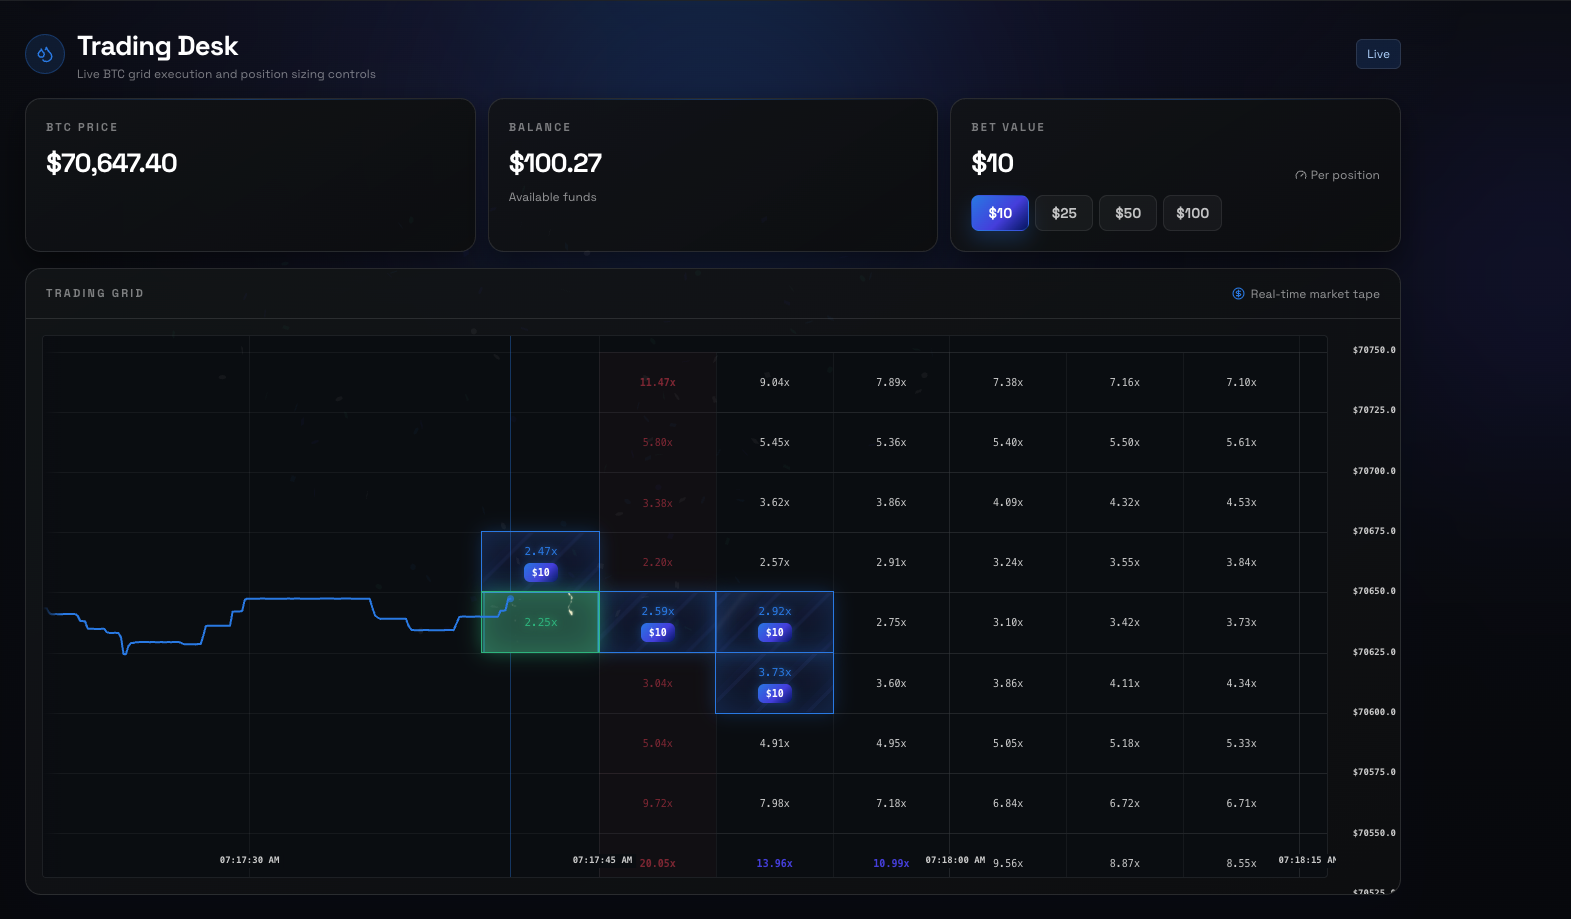 Trading Desk
Live BTC grid execution and position sizing controls
Live
BTC PRICE
$70,647.40
BALANCE
$100.27
Available funds
BET VALUE
$10
Per position
$10 $25 $50 $100
TRADING GRID
Real-time market tape
$70750.0
11.47x 9.04x 7.89x 7.38x 7.16x 7.10x
$70725.0
5.80x 5.45x 5.36x 5.40x 5.50x 5.61x
$70700.0
3.38x 3.62x 3.86x 4.09x 4.32x 4.53x
$70675.0
2.47x
2.20x 2.57x 2.91x 3.24x 3.55x 3.84x
$10
$70650.0
2.59x 2.92x
2.25x 2.75x 3.10x 3.42x 3.73x
$10 $10
$70625.0
3.73x
3.04x 3.60x 3.86x 4.11x 4.34x
$10
$70600.0
5.04x 4.91x 4.95x 5.05x 5.18x 5.33x
$70575.0
9.72x 7.98x 7.18x 6.84x 6.72x 6.71x
$70550.0
07:17:30 AM 07:17:45 AM 07:18:00 AM 07:18:15 AM
20.05x 13.96x 10.99x 9.56x 8.87x 8.55x
$70525.0